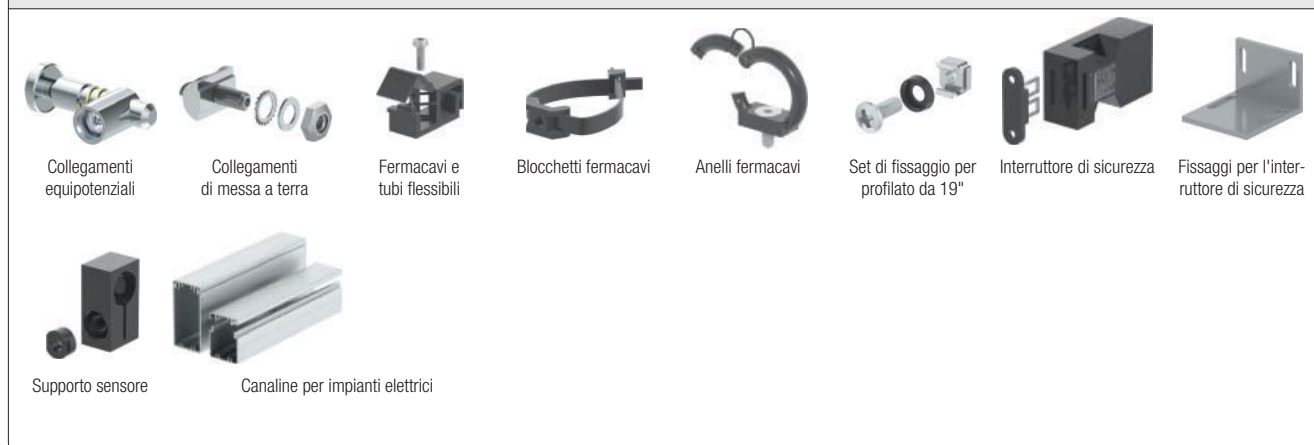 Collegamenti
equipotenziali
Collegamenti
di messa a terra
Fermacavi e
tubi flessibili
Blocchetti fermacavi
Anelli fermacavi
Set di fissaggio per
profilato da 19"
Interruttore di sicurezza
Fissaggi per l'inter-
ruttore di sicurezza
Supporto sensore
Canaline per impianti elettrici